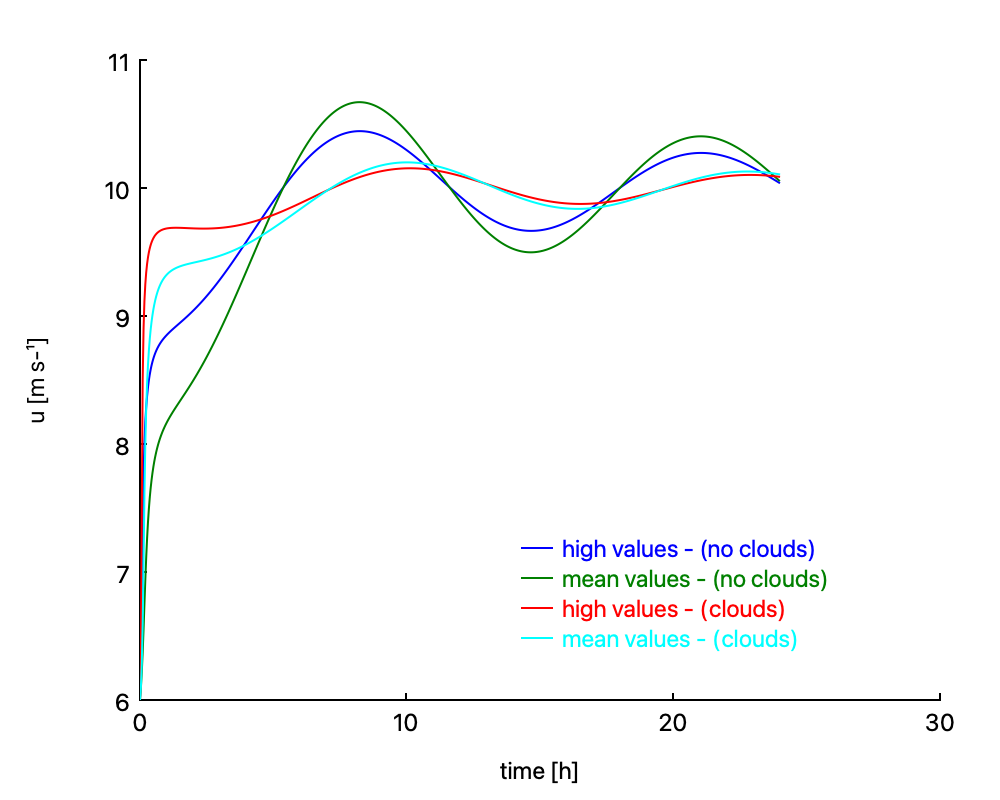 11
10
9
8
7
6
0
10
20
30
u [m s-¹]
time [h]
high values - (no clouds)
mean values - (no clouds)
high values - (clouds)
mean values - (clouds)